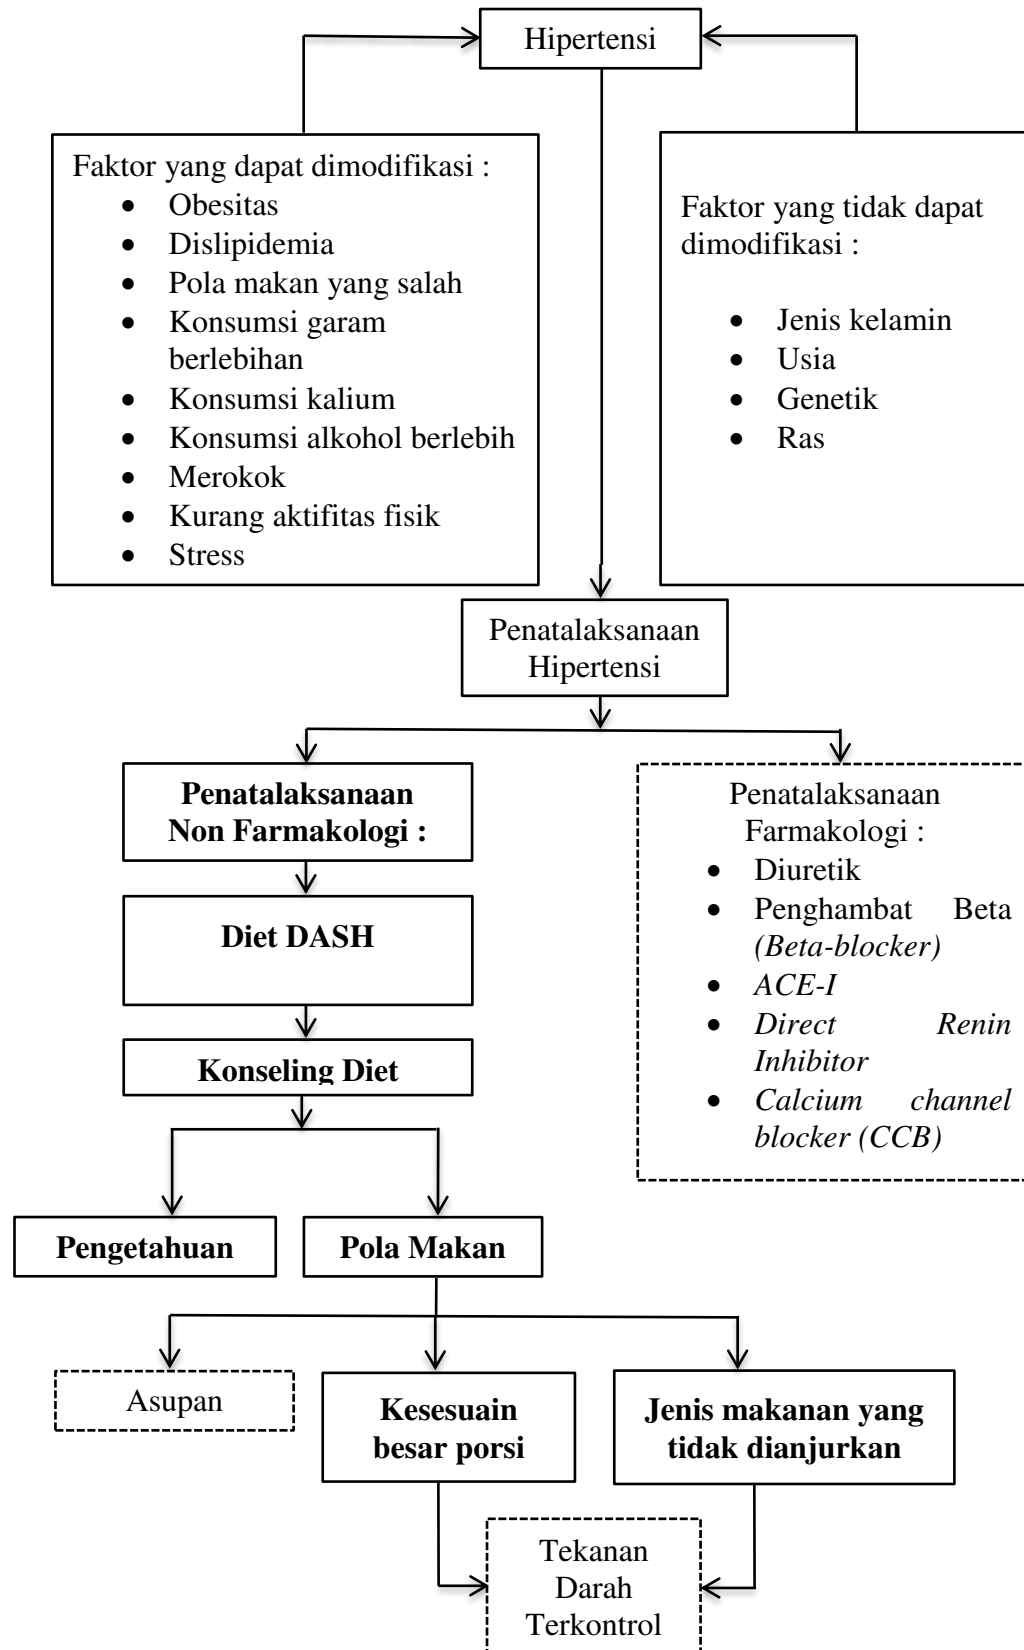 Hipertensi
Faktor yang dapat dimodifikasi :
• Obesitas
• Dislipidemia
• Pola makan yang salah
• Konsumsi garam
berlebihan
• Konsumsi kalium
• Konsumsi alkohol berlebih
• Merokok
• Kurang aktifitas fisik
• Stress
Faktor yang tidak dapat
dimodifikasi :
• Jenis kelamin
• Usia
• Genetik
• Ras
Penatalaksanaan
Hipertensi
Penatalaksanaan
Non Farmakologi :
Diet DASH
Konseling Diet
Penatalaksanaan
Farmakologi :
• Diuretik
• Penghambat Beta
(Beta-blocker)
• ACE-I
• Direct Renin
Inhibitor
• Calcium channel
blocker (CCB)
Pengetahuan
Pola Makan
Asupan
Kesesuain
besar porsi
Jenis makanan yang
tidak dianjurkan
Tekanan
Darah
Terkontrol